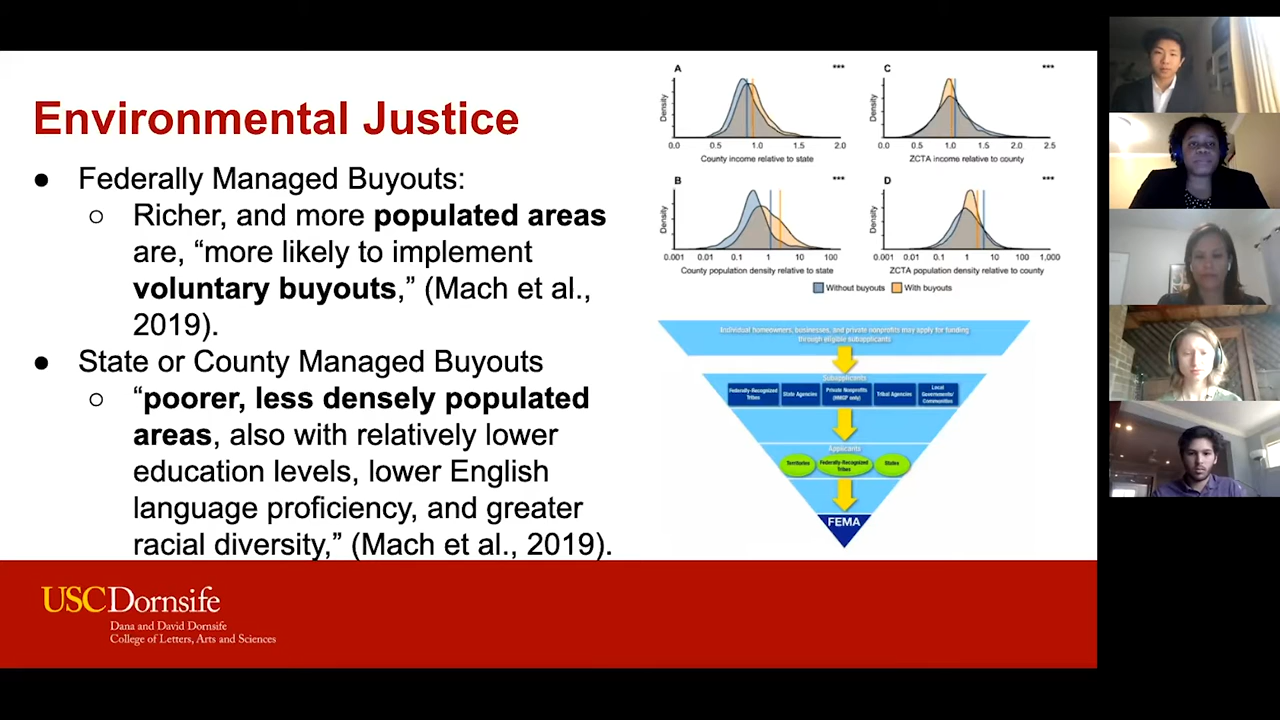 Environmental Justice
● Federally Managed Buyouts:
○ Richer, and more populated areas
are, “more likely to implement
voluntary buyouts,” (Mach et al.,
2019).
● State or County Managed Buyouts
○ “poorer, less densely populated
areas, also with relatively lower
education levels, lower English
language proficiency, and greater
racial diversity,” (Mach et al., 2019).
A ***
Density
0.0 0.5 1.0 1.5 2.0
County income relative to state
C ***
Density
0.0 0.5 1.0 1.5 2.0 2.5
ZCTA income relative to county
B ***
Density
0.001 0.01 0.1 1 10 100
County population density relative to state
D ***
Density
0.001 0.01 0.1 1 10 100 1,000
ZCTA population density relative to county
Without buyouts With buyouts
Individual homeowners, businesses, and private nonprofits may apply for funding
through eligible subapplicants
Subapplicants
Federally-Recognized
Tribes
State Agencies
Private Nonprofits
(HMGP only)
Tribal Agencies
Local
Governments/
Communities
Applicants
Territories
Federally-Recognized
Tribes
States
FEMA
USCDornsife
Dana and David Dornsife
College of Letters, Arts and Sciences